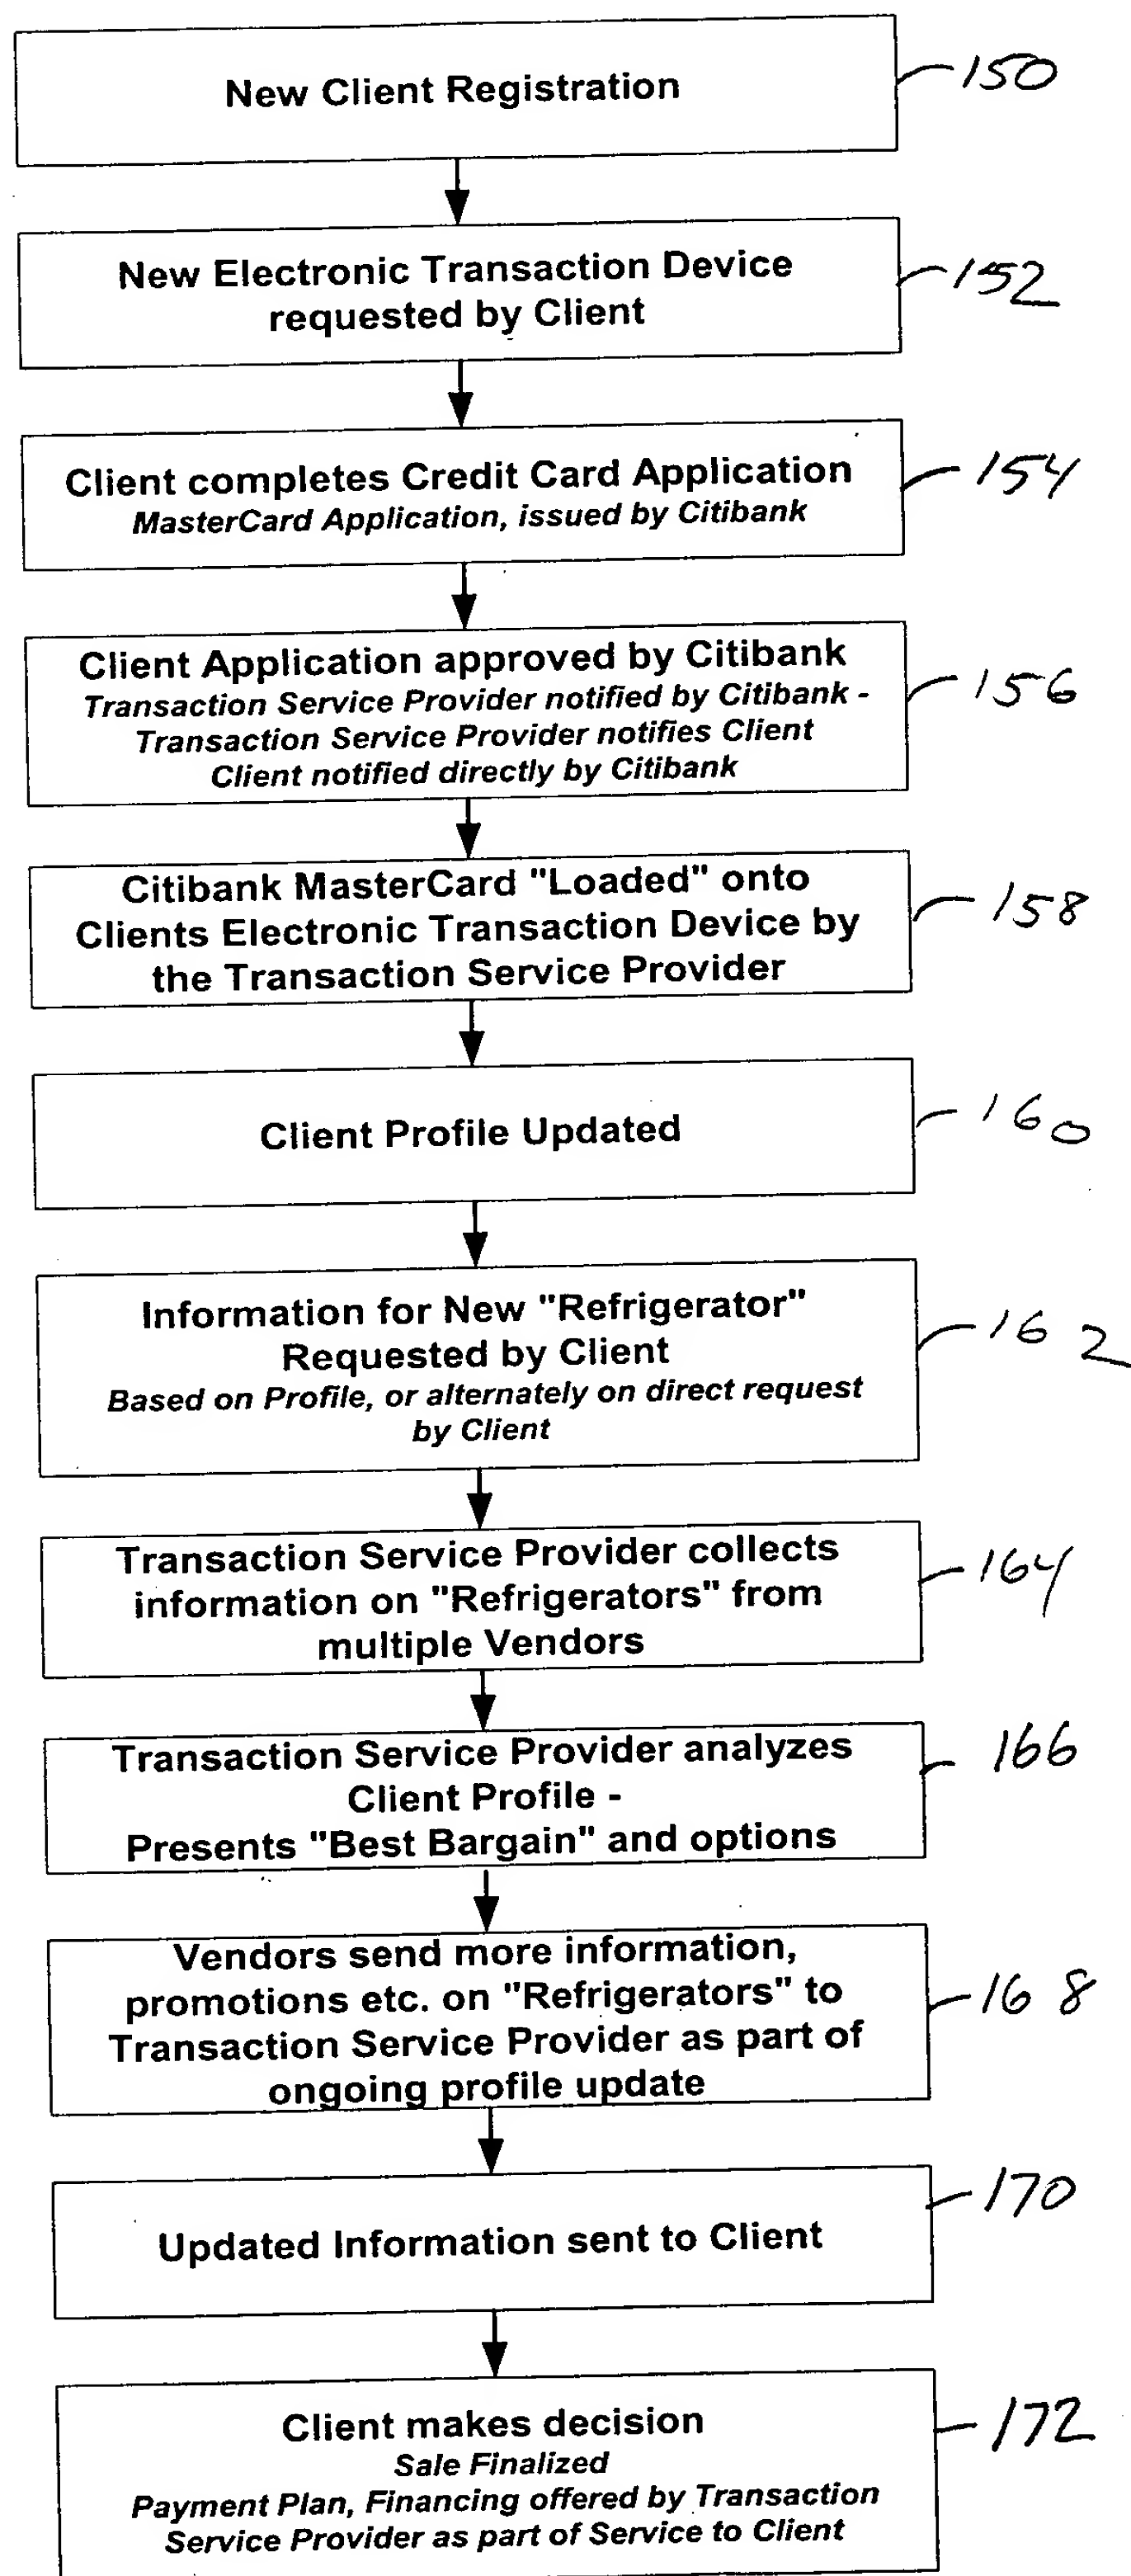 New Client Registration
150
New Electronic Transaction Device
requested by Client
152
Client completes Credit Card Application
MasterCard Application, issued by Citibank
154
Client Application approved by Citibank
Transaction Service Provider notified by Citibank -
Transaction Service Provider notifies Client
Client notified directly by Citibank
156
Citibank MasterCard "Loaded" onto
Clients Electronic Transaction Device by
the Transaction Service Provider
158
Client Profile Updated
160
Information for New "Refrigerator"
Requested by Client
Based on Profile, or alternately on direct request
by Client
162
Transaction Service Provider collects
information on "Refrigerators" from
multiple Vendors
164
Transaction Service Provider analyzes
Client Profile -
Presents "Best Bargain" and options
166
Vendors send more information,
promotions etc. on "Refrigerators" to
Transaction Service Provider as part of
ongoing profile update
168
Updated Information sent to Client
170
Client makes decision
Sale Finalized
Payment Plan, Financing offered by Transaction
Service Provider as part of Service to Client
172